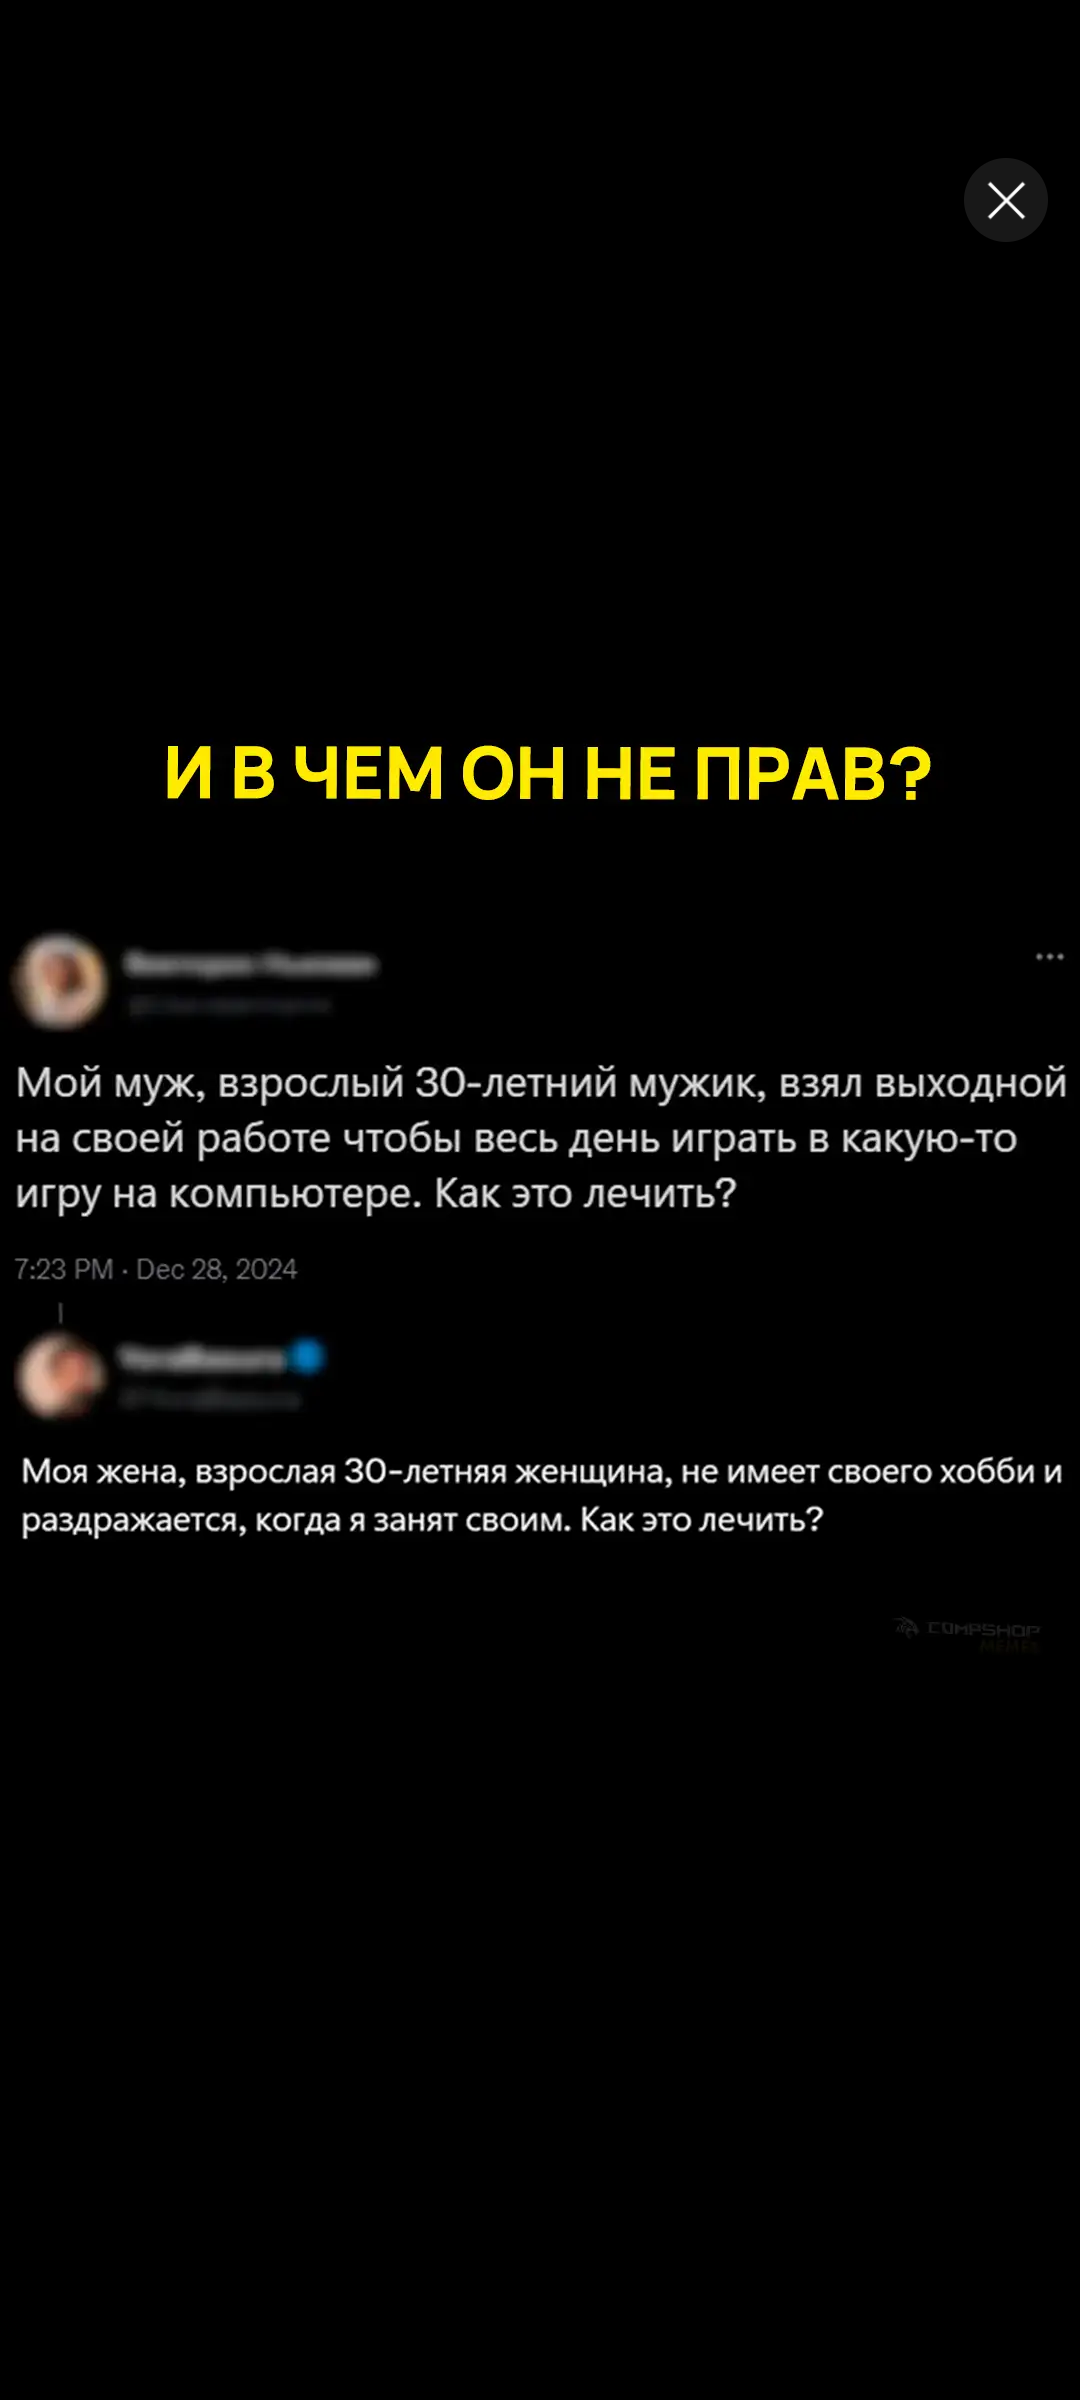 И В ЧЕМ ОН НЕ ПРАВ?
Мой муж, взрослый 30-летний мужик, взял выходной
на своей работе чтобы весь день играть в какую-то
игру на компьютере. Как это лечить?
7:23 PM · Dec 28, 2024
Моя жена, взрослая 30-летняя женщина, не имеет своего хобби и
раздражается, когда я занят своим. Как это лечить?
COMPSHOP
MEMES